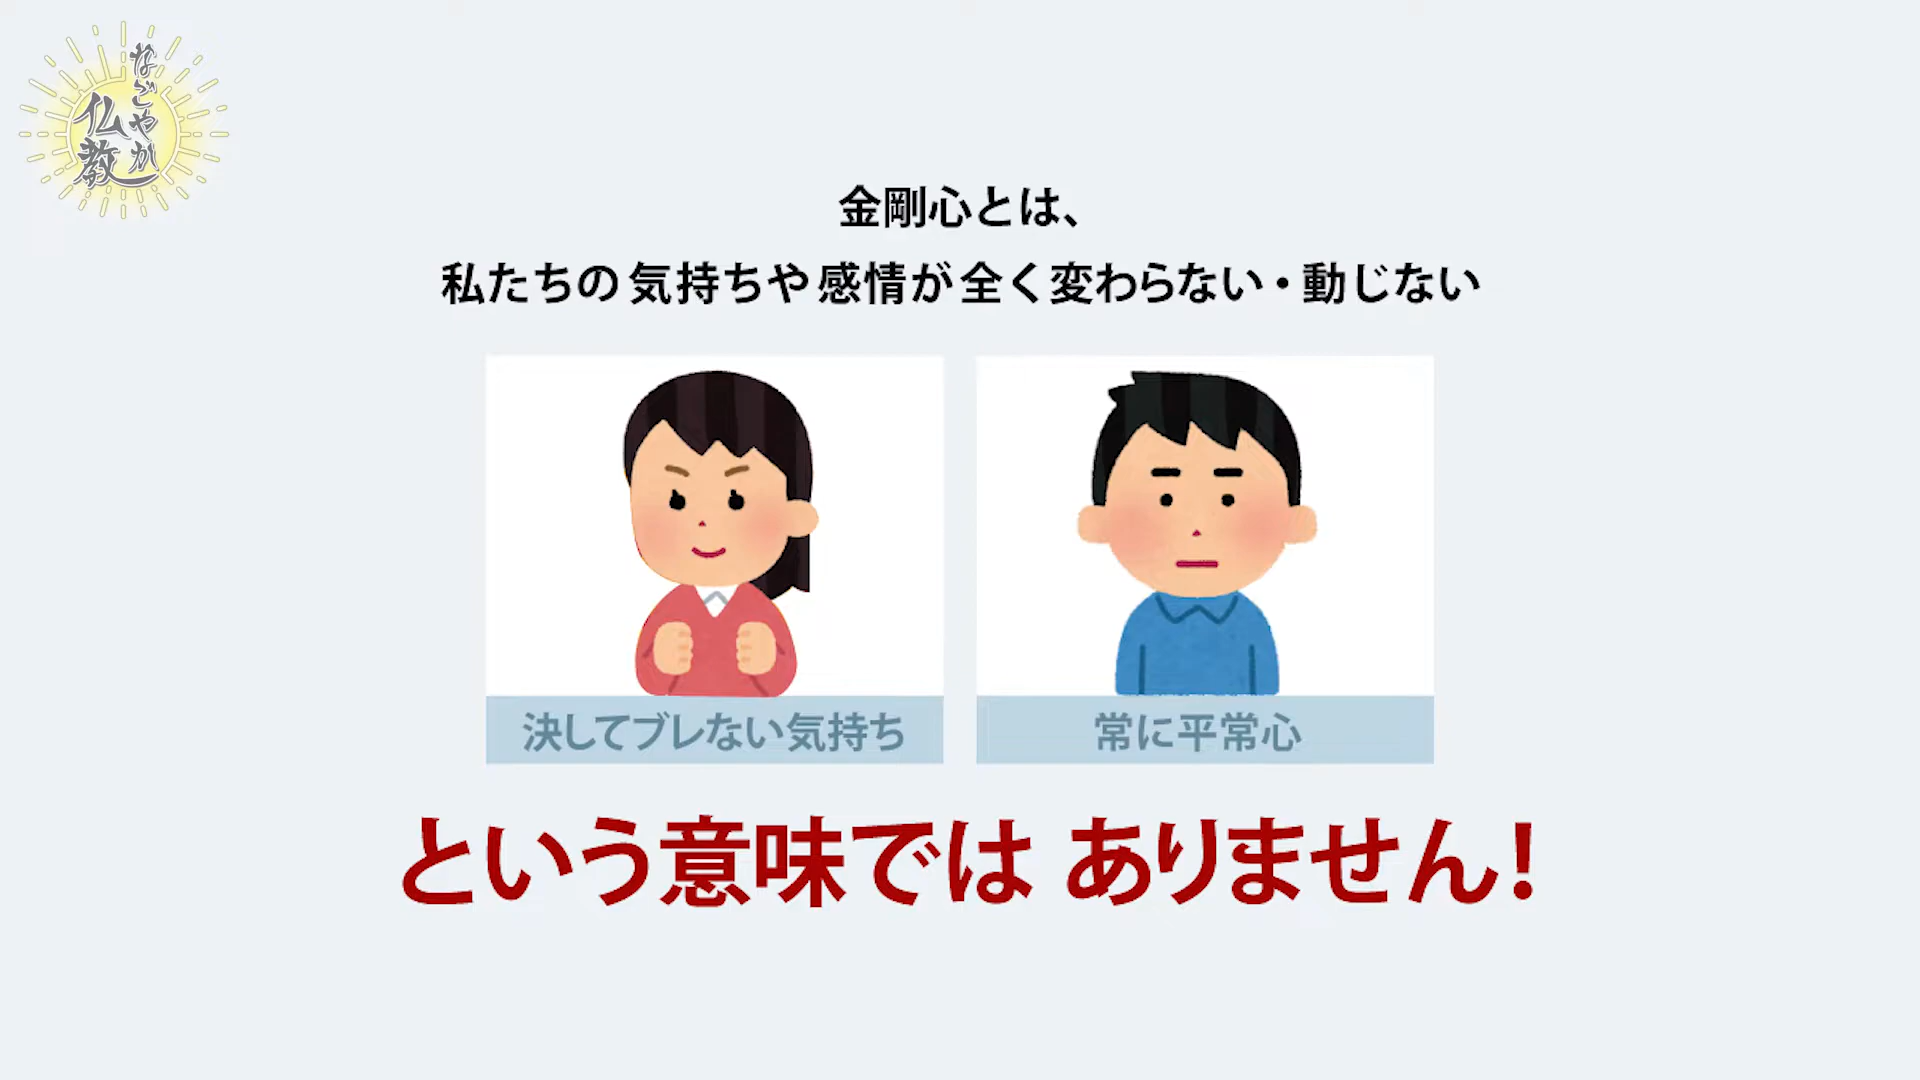 なごやか
仏教
金剛心とは、
私たちの気持ちや感情が全く変わらない・動じない
決してブレない気持ち
常に平常心
という意味では ありません!